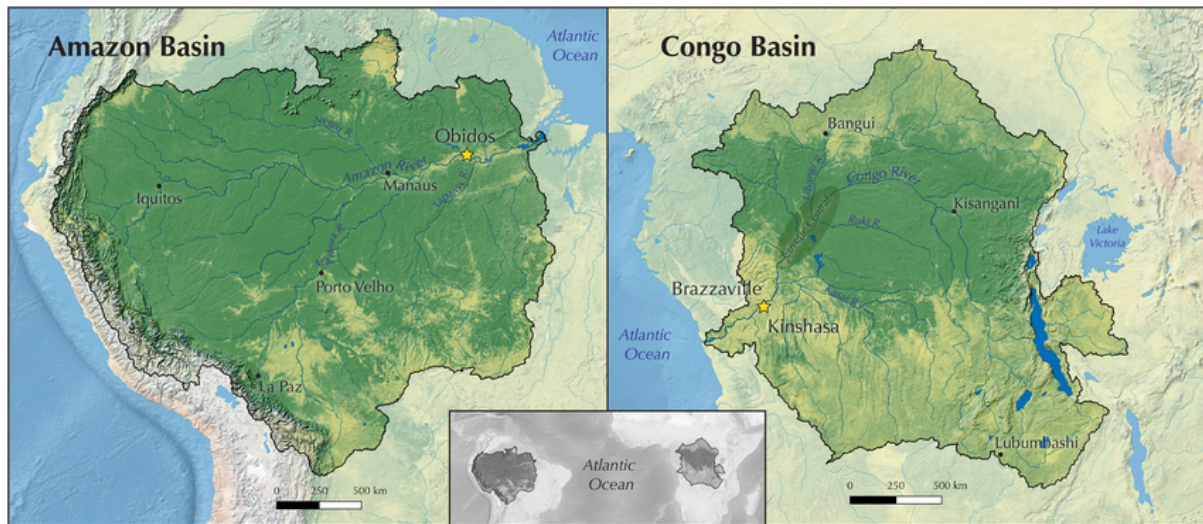 Amazon Basin
Atlantic
Ocean
Negro R.
Obidos
Amazon River
Manaus
Tapajós R.
Iquitos
Madeira R.
Porto Velho
La Paz
0 250 500 km
Congo Basin
Bangui
Ubangi R.
Congo River
Kisangani
Cuvette Centrale
Ruki R.
Lake
Victoria
Brazzaville
Kasai R.
Kinshasa
Atlantic
Ocean
Lubumbashi
0 250 500 km
Atlantic
Ocean